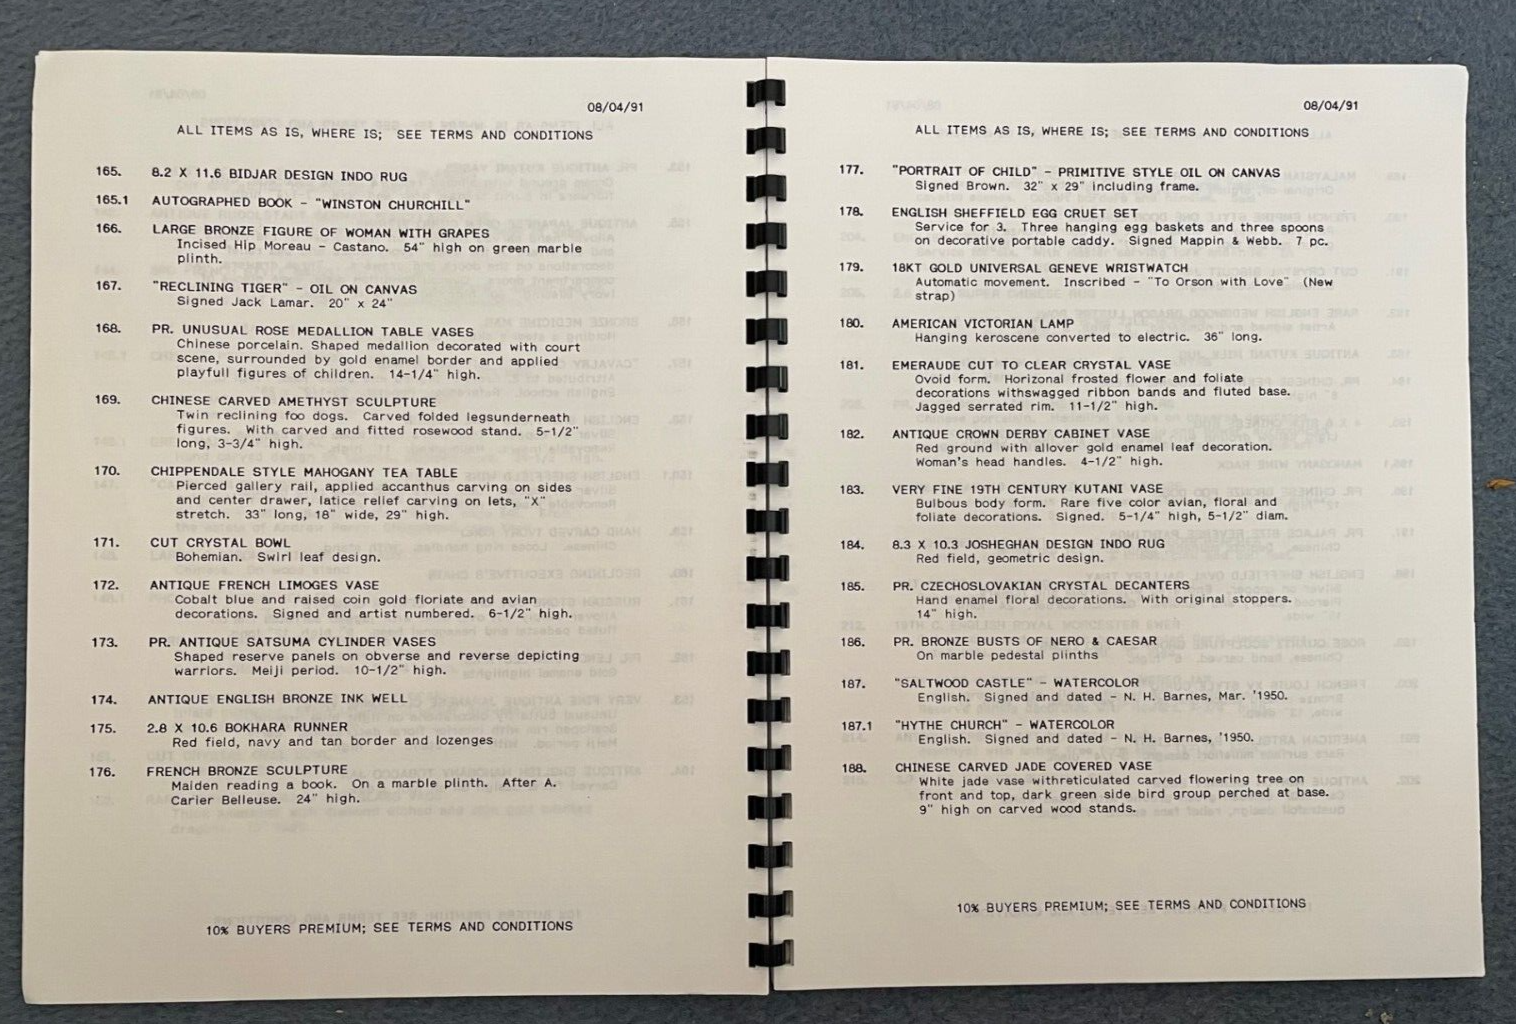 08/04/91
ALL ITEMS AS IS, WHERE IS; SEE TERMS AND CONDITIONS
165. 8.2 X 11.6 BIDJAR DESIGN INDO RUG
165.1 AUTOGRAPHED BOOK - "WINSTON CHURCHILL"
166. LARGE BRONZE FIGURE OF WOMAN WITH GRAPES
Incised Hip Moreau - Castano. 54" high on green marble
plinth.
167. "RECLINING TIGER" - OIL ON CANVAS
Signed Jack Lamar. 20" x 24"
168. PR. UNUSUAL ROSE MEDALLION TABLE VASES
Chinese porcelain. Shaped medallion decorated with court
scene, surrounded by gold enamel border and applied
playfull figures of children. 14-1/4" high.
169. CHINESE CARVED AMETHYST SCULPTURE
Twin reclining foo dogs. Carved folded legsunderneath
figures. With carved and fitted rosewood stand. 5-1/2"
long, 3-3/4" high.
170. CHIPPENDALE STYLE MAHOGANY TEA TABLE
Pierced gallery rail, applied accanthus carving on sides
and center drawer, latice relief carving on lets, "X"
stretch. 33" long, 18" wide, 29" high.
171. CUT CRYSTAL BOWL
Bohemian. Swirl leaf design.
172. ANTIQUE FRENCH LIMOGES VASE
Cobalt blue and raised coin gold floriate and avian
decorations. Signed and artist numbered. 6-1/2" high.
173. PR. ANTIQUE SATSUMA CYLINDER VASES
Shaped reserve panels on obverse and reverse depicting
warriors. Meiji period. 10-1/2" high.
174. ANTIQUE ENGLISH BRONZE INK WELL
175. 2.8 X 10.6 BOKHARA RUNNER
Red field, navy and tan border and lozenges
176. FRENCH BRONZE SCULPTURE
Maiden reading a book. On a marble plinth. After A.
Carier Belleuse. 24" high.
10% BUYERS PREMIUM; SEE TERMS AND CONDITIONS
08/04/91
ALL ITEMS AS IS, WHERE IS; SEE TERMS AND CONDITIONS
177. "PORTRAIT OF CHILD" - PRIMITIVE STYLE OIL ON CANVAS
Signed Brown. 32" x 29" including frame.
178. ENGLISH SHEFFIELD EGG CRUET SET
Service for 3. Three hanging egg baskets and three spoons
on decorative portable caddy. Signed Mappin & Webb. 7 pc.
179. 18KT GOLD UNIVERSAL GENEVE WRISTWATCH
Automatic movement. Inscribed - "To Orson with Love" (New
strap)
180. AMERICAN VICTORIAN LAMP
Hanging keroscene converted to electric. 36" long.
181. EMERAUDE CUT TO CLEAR CRYSTAL VASE
Ovoid form. Horizonal frosted flower and foliate
decorations withswagged ribbon bands and fluted base.
Jagged serrated rim. 11-1/2" high.
182. ANTIQUE CROWN DERBY CABINET VASE
Red ground with allover gold enamel leaf decoration.
Woman's head handles. 4-1/2" high.
183. VERY FINE 19TH CENTURY KUTANI VASE
Bulbous body form. Rare five color avian, floral and
foliate decorations. Signed. 5-1/4" high, 5-1/2" diam.
184. 8.3 X 10.3 JOSHEGHAN DESIGN INDO RUG
Red field, geometric design.
185. PR. CZECHOSLOVAKIAN CRYSTAL DECANTERS
Hand enamel floral decorations. With original stoppers.
14" high.
186. PR. BRONZE BUSTS OF NERO & CAESAR
On marble pedestal plinths
187. "SALTWOOD CASTLE" - WATERCOLOR
English. Signed and dated - N. H. Barnes, Mar. '1950.
187.1 "HYTHE CHURCH" - WATERCOLOR
English. Signed and dated - N. H. Barnes, '1950.
188. CHINESE CARVED JADE COVERED VASE
White jade vase withreticulated carved flowering tree on
front and top, dark green side bird group perched at base.
9" high on carved wood stands.
10% BUYERS PREMIUM; SEE TERMS AND CONDITIONS